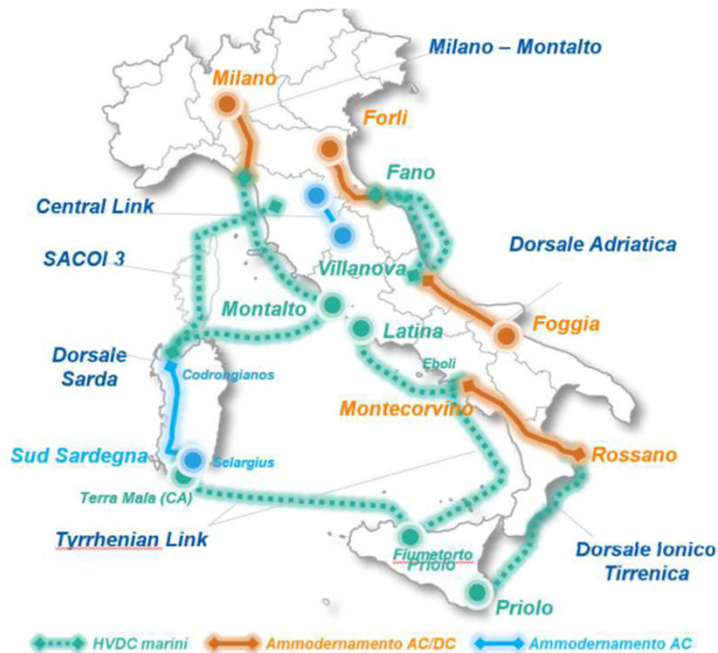 Milano – Montalto
Milano
Forlì
Fano
Central Link
Dorsale Adriatica
SACOI 3
Villanova
Montalto
Foggia
Latina
Dorsale
Sarda
Eboli
Codrongianos
Montecorvino
Sud Sardegna
Selargius
Rossano
Terra Mala (CA)
Tyrrhenian Link
Fiumetorto
Priolo
Dorsale Ionico
Tirrenica
Priolo
HVDC marini
Ammodernamento AC/DC
Ammodernamento AC